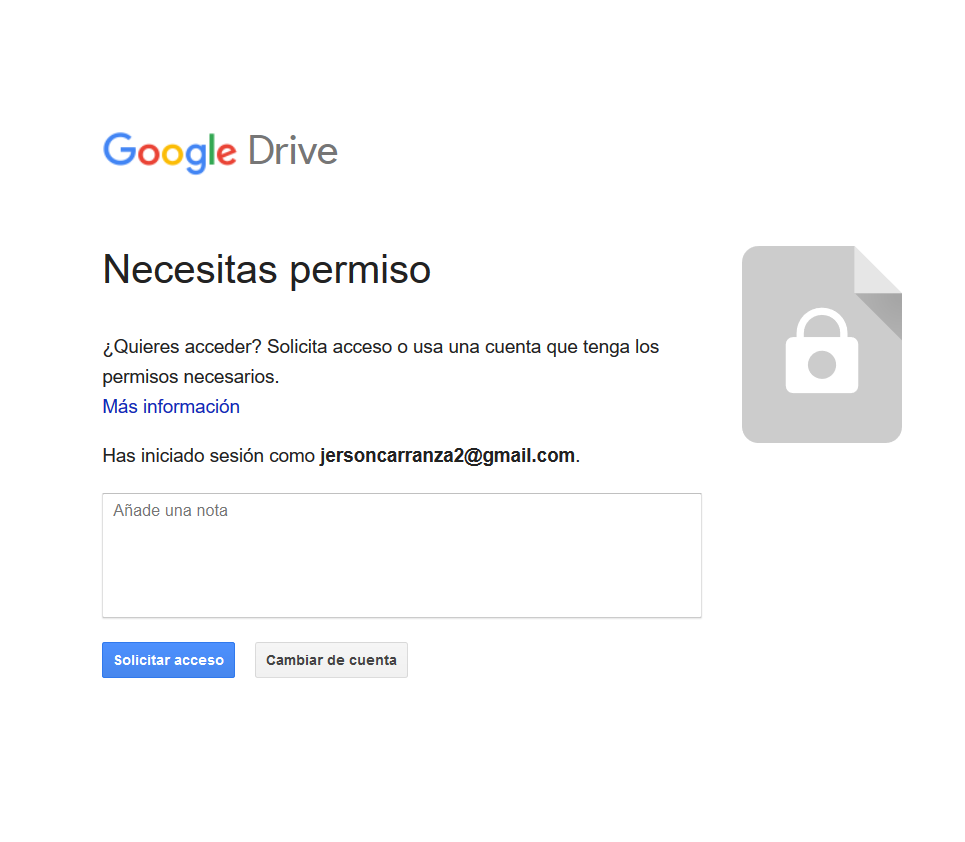 Google Drive
Necesitas permiso
¿Quieres acceder? Solicita acceso o usa una cuenta que tenga los
permisos necesarios.
Más información
Has iniciado sesión como jersoncarranza2@gmail.com.
Añade una nota
Solicitar acceso
Cambiar de cuenta